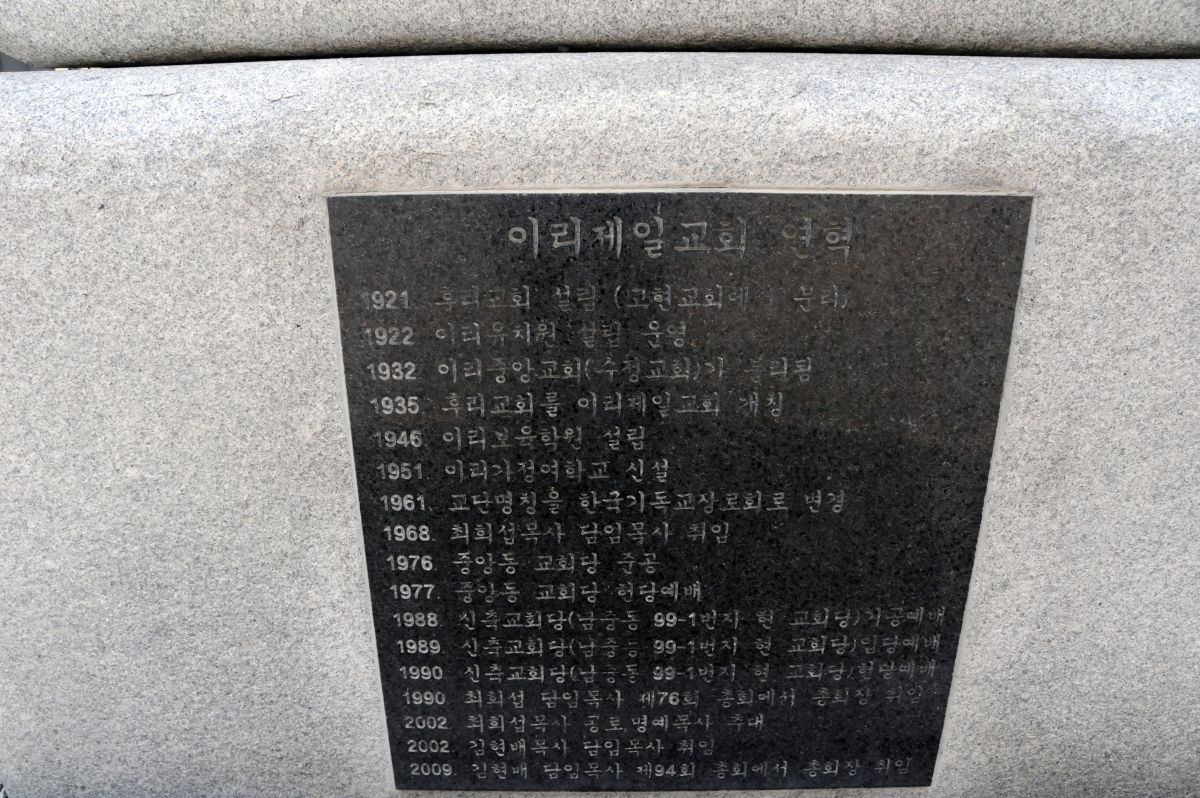 이리제일교회 연혁
1921. 후리교회 설립 (고현교회에서 분리)
1922 이리유치원 설립 운영
1932 이리중앙교회(수정교회)가 분리됨
1935. 후리교회를 이리제일교회 개칭
1946 이리보육학원 설립
1951. 이리가정여학교 신설
1961. 교단명칭을 한국기독교장로회로 변경
1968. 최희섭목사 담임목사 취임
1976. 중앙동 교회당 준공
1977. 중앙동 교회당 헌당예배
1988 신축교회당(남중동 99-1번지 현 교회당)기공예배
1989. 신축교회당(남중동 99-1번지 현 교회당)입당예배
1990 신축교회당(남중동 99-1번지 현 교회당)헌당예배
1990 최희섭 담임목사 제76회 총회에서 총회장 취임
2002. 최희섭목사 공로,명예목사 추대
2002. 김현배목사 담임목사 취임
2009. 김현배 담임목사 제94회 총회에서 총회장 취임